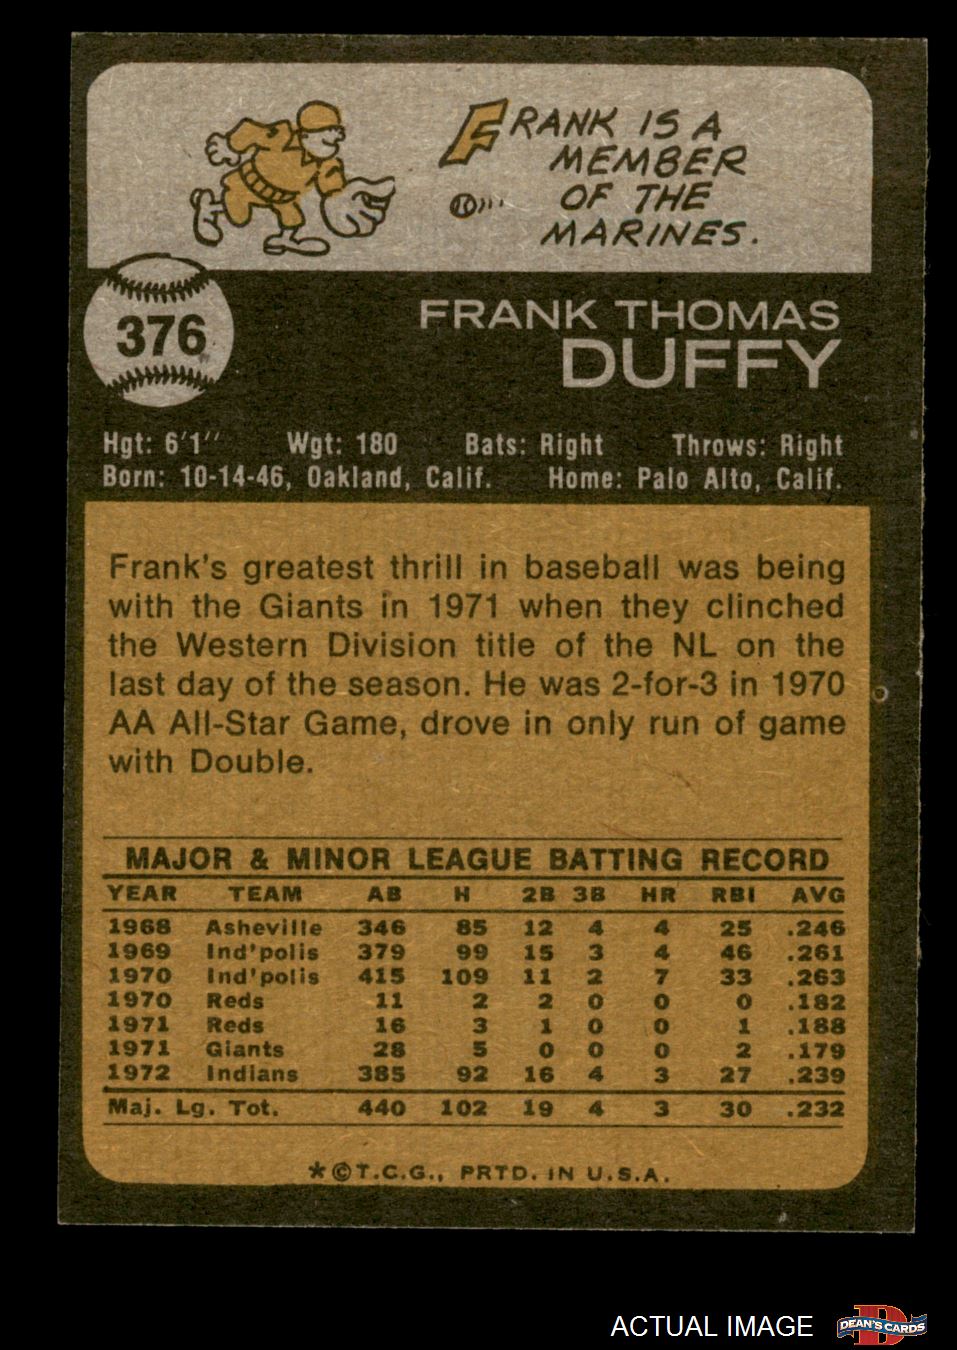 FRANK IS A
MEMBER
OF THE
MARINES.
376
FRANK THOMAS
DUFFY
Hgt: 6'1" Wgt: 180 Bats: Right Throws: Right
Born: 10-14-46, Oakland, Calif. Home: Palo Alto, Calif.
Frank's greatest thrill in baseball was being
with the Giants in 1971 when they clinched
the Western Division title of the NL on the
last day of the season. He was 2-for-3 in 1970
AA All-Star Game, drove in only run of game
with Double.
MAJOR & MINOR LEAGUE BATTING RECORD
YEAR TEAM AB H 2B 3B HR RBI AVG
1968 Asheville 346 85 12 4 4 25 .246
1969 Ind'polis 379 99 15 3 4 46 .261
1970 Ind'polis 415 109 11 2 7 33 .263
1970 Reds 11 2 2 0 0 0 .182
1971 Reds 16 3 1 0 0 1 .188
1971 Giants 28 5 0 0 0 2 .179
1972 Indians 385 92 16 4 3 27 .239
Maj. Lg. Tot. 440 102 19 4 3 30 .232
*©T.C.G., PRTD. IN U.S.A.
ACTUAL IMAGE
D
DEAN'S CARDS